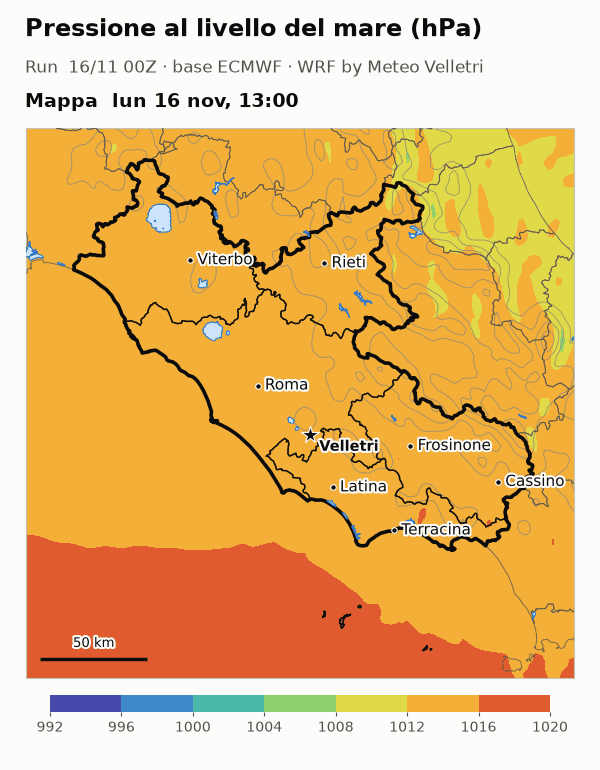 Pressione al livello del mare (hPa)
Run  16/11 00Z · base ECMWF · WRF by Meteo Velletri
Mappa  lun 16 nov, 13:00
Viterbo
Rieti
Roma
Velletri
Frosinone
Latina
Cassino
Terracina
50 km
992 996 1000 1004 1008 1012 1016 1020